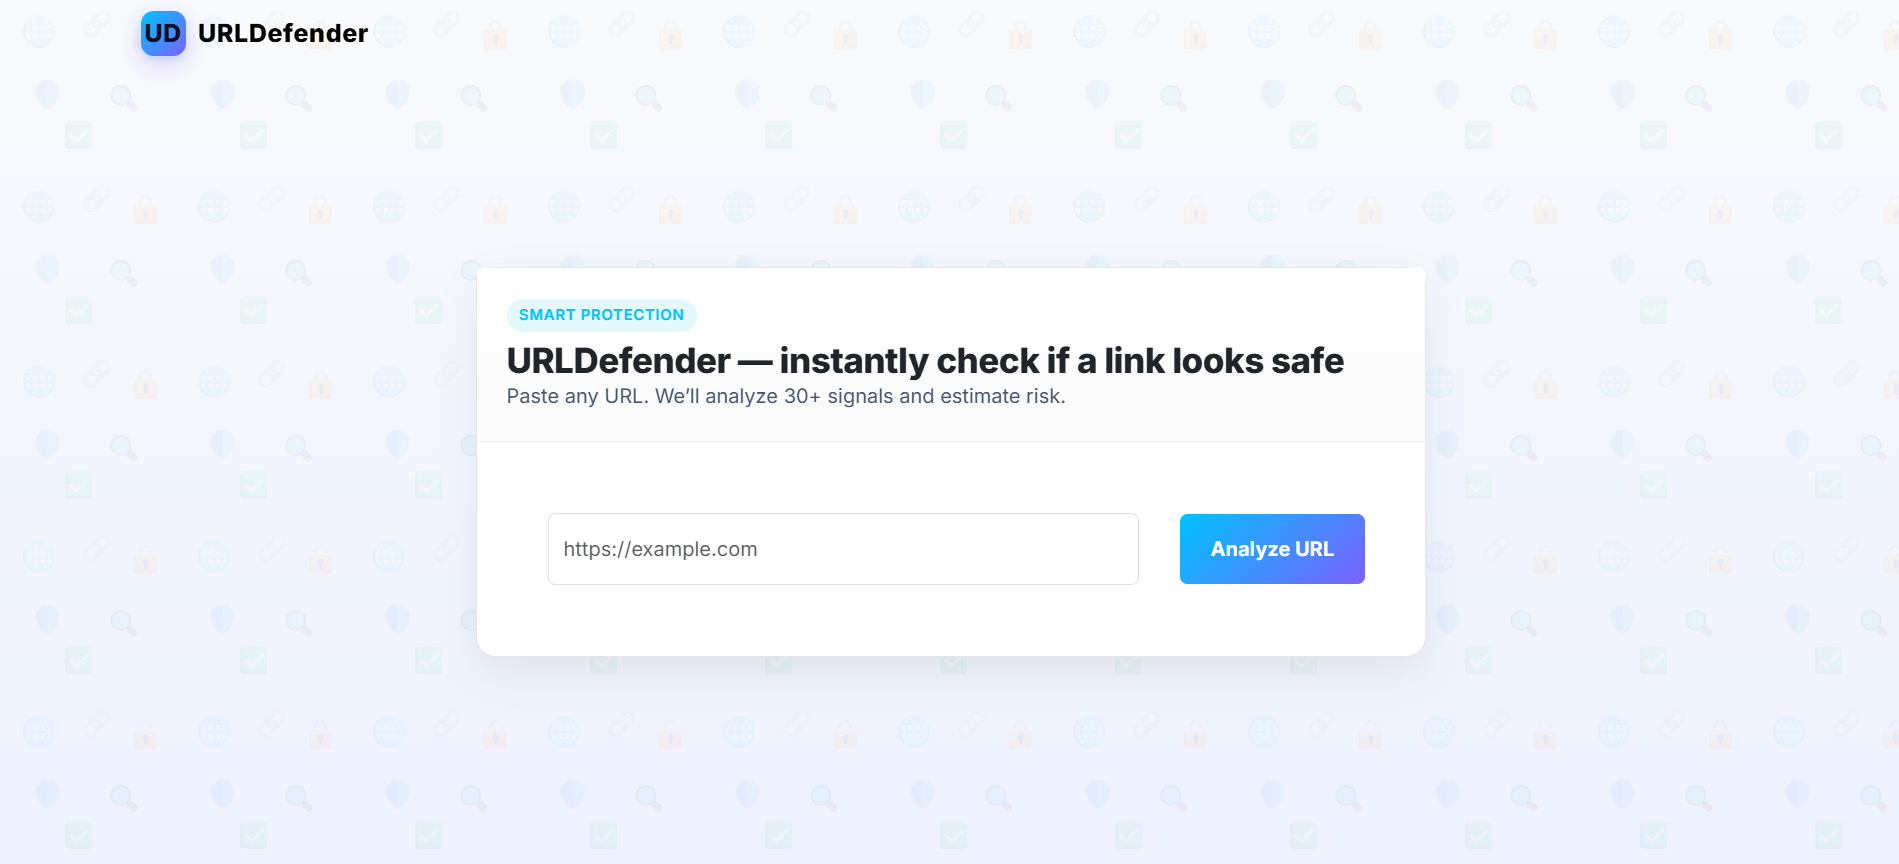 UD URLDefender
SMART PROTECTION
URLDefender — instantly check if a link looks safe
Paste any URL. We’ll analyze 30+ signals and estimate risk.
https://example.com
Analyze URL